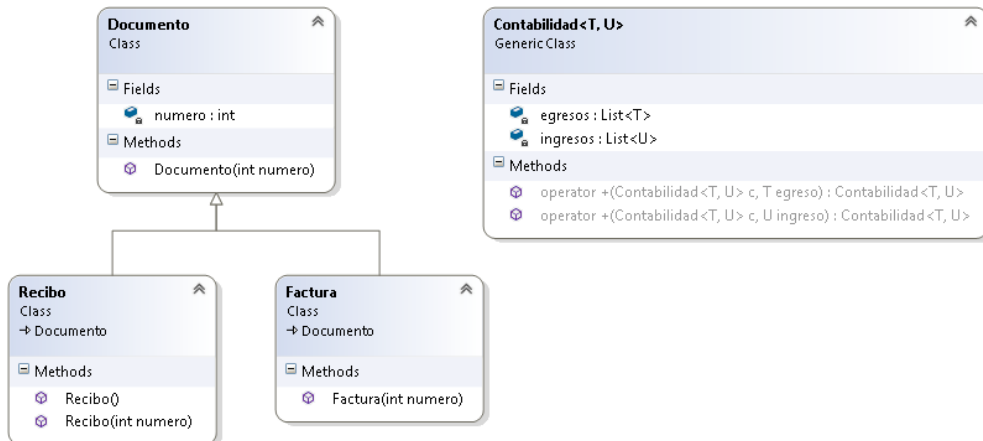 Documento
Class
Fields
numero : int
Methods
Documento(int numero)
Contabilidad<T, U>
Generic Class
Fields
egresos : List<T>
ingresos : List<U>
Methods
operator +(Contabilidad<T, U> c, T egreso) : Contabilidad<T, U>
operator +(Contabilidad<T, U> c, U ingreso) : Contabilidad<T, U>
Recibo
Class
Documento
Methods
Recibo()
Recibo(int numero)
Factura
Class
Documento
Methods
Factura(int numero)